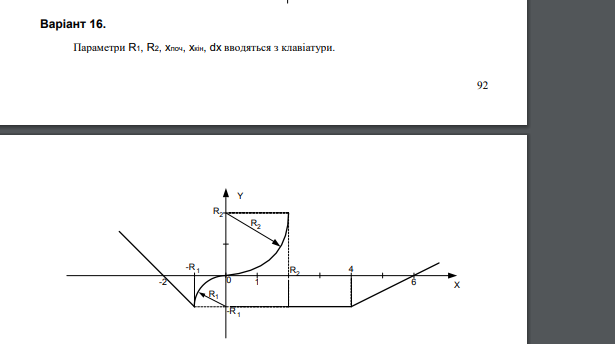 Варіант 16.
Параметри R1, R2, xпоч, xкін, dx вводяться з клавіатури.
92
Y
R2
R2
-R1
R2
4
-2
0
1
6
X
R1
-R1